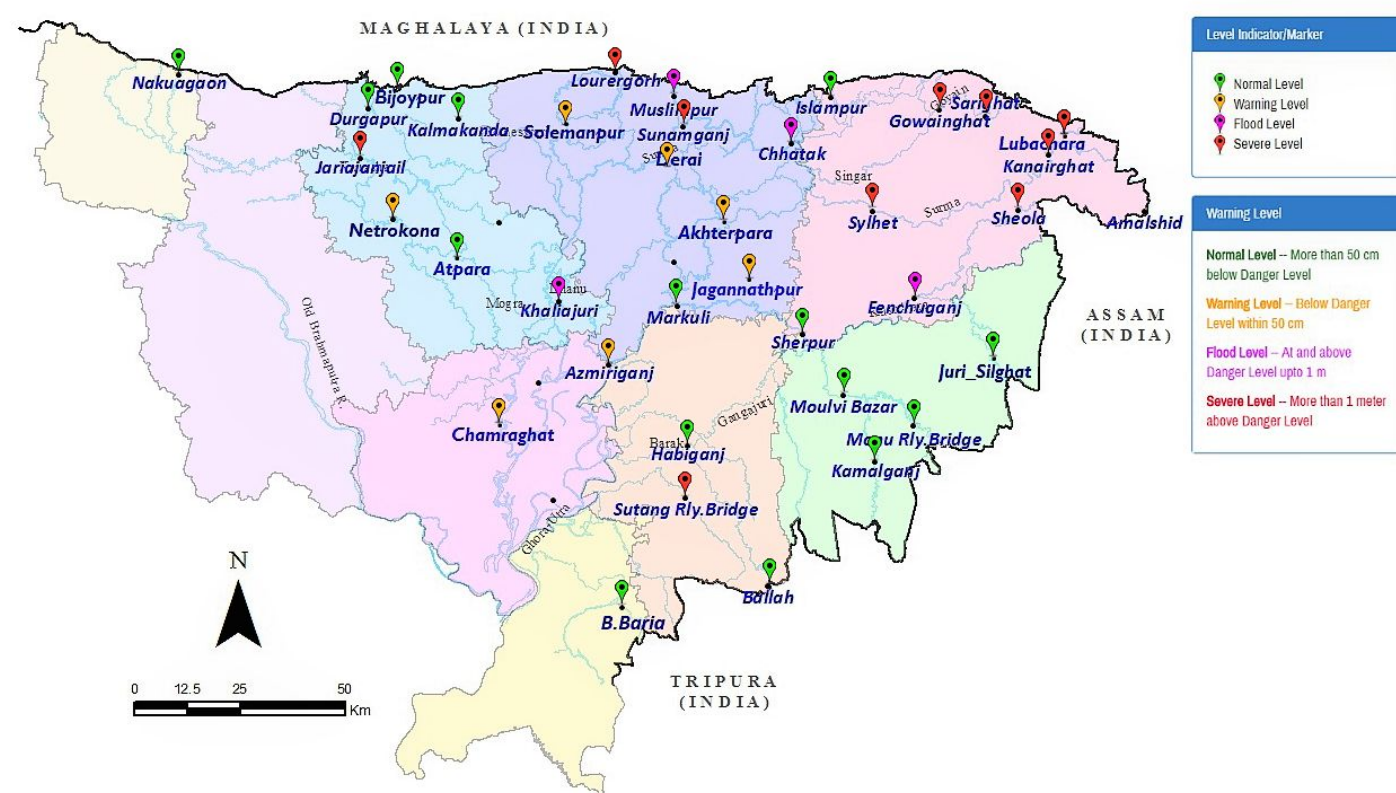 MAGHALAYA (INDIA)
Nakuagaon
Bijoypur
Durgapur
Kalmakanda
Lourergorh
Muslimpur
Solemanpur
Sunamganj
Islampur
Gowainghat
Goyain
Sarighat
Lubachara
Kanairghat
Jariajanjail
Derai
Surma
Chhatak
Singar
Sylhet
Surma
Sheola
Amalshid
Netrokona
Akhterpara
Atpara
Jagannathpur
Mogra
Khaliajuri
Markuli
Fenchuganj
Sherpur
Old Brahmaputra R.
ASSAM
(INDIA)
Azmiriganj
Juri_Silghat
Moulvi Bazar
Gangajuri
Chamraghat
Barak
Habiganj
Manu Rly.Bridge
Kamalganj
Sutang Rly.Bridge
Ghorautra
Ballah
B.Baria
TRIPURA
(INDIA)
N
0 12.5 25 50
Km
Level Indicator/Marker
Normal Level
Warning Level
Flood Level
Severe Level
Warning Level
Normal Level -- More than 50 cm
below Danger Level
Warning Level -- Below Danger
Level within 50 cm
Flood Level -- At and above
Danger Level upto 1 m
Severe Level -- More than 1 meter
above Danger Level